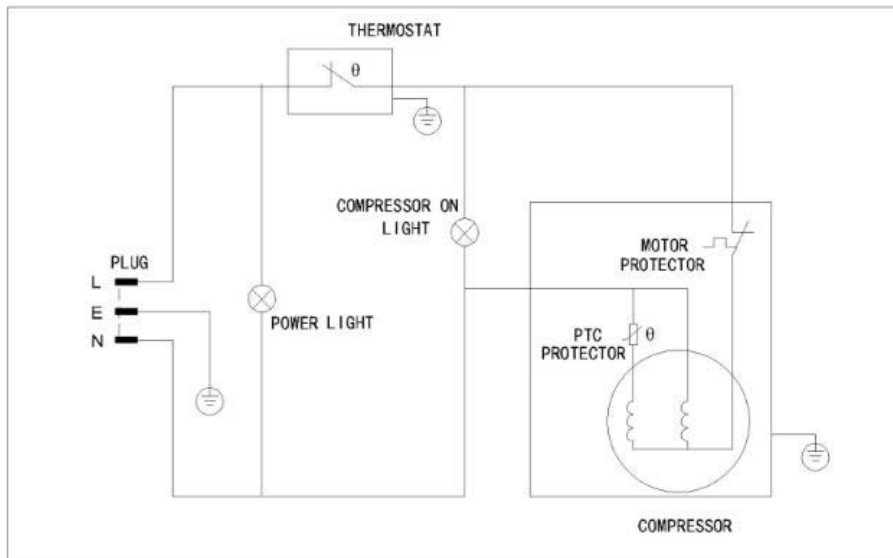 THERMOSTAT
θ
COMPRESSOR ON
LIGHT
MOTOR
PROTECTOR
PLUG
L
E
N
POWER LIGHT
PTC
PROTECTOR
θ
COMPRESSOR